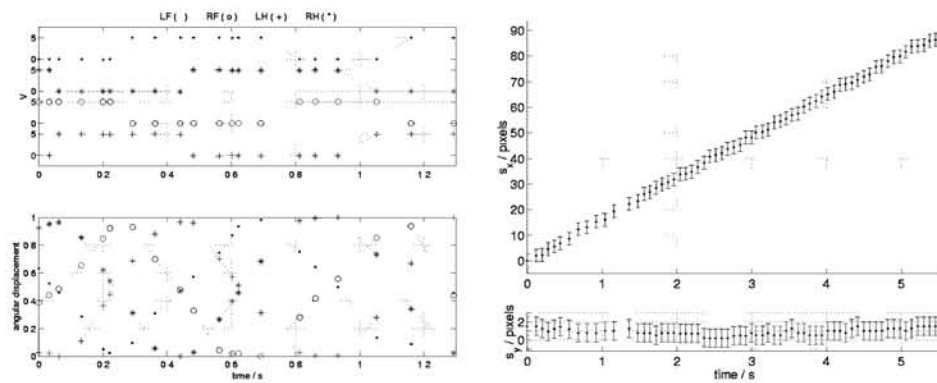 LF( ) RF(o) LH(+) RH(*)
5
0
5
0
5
0
5
0
V
0 0.2 0.4 0.6 0.8 1 1.2
1
0.8
0.6
0.4
0.2
0
angular displacement
0 0.2 0.4 0.6 0.8 1 1.2
time / s
90
80
70
60
50
40
30
20
10
0
s_x / pixels
0 1 2 3 4 5
2
0
s_y / pixels
0 1 2 3 4 5
time / s